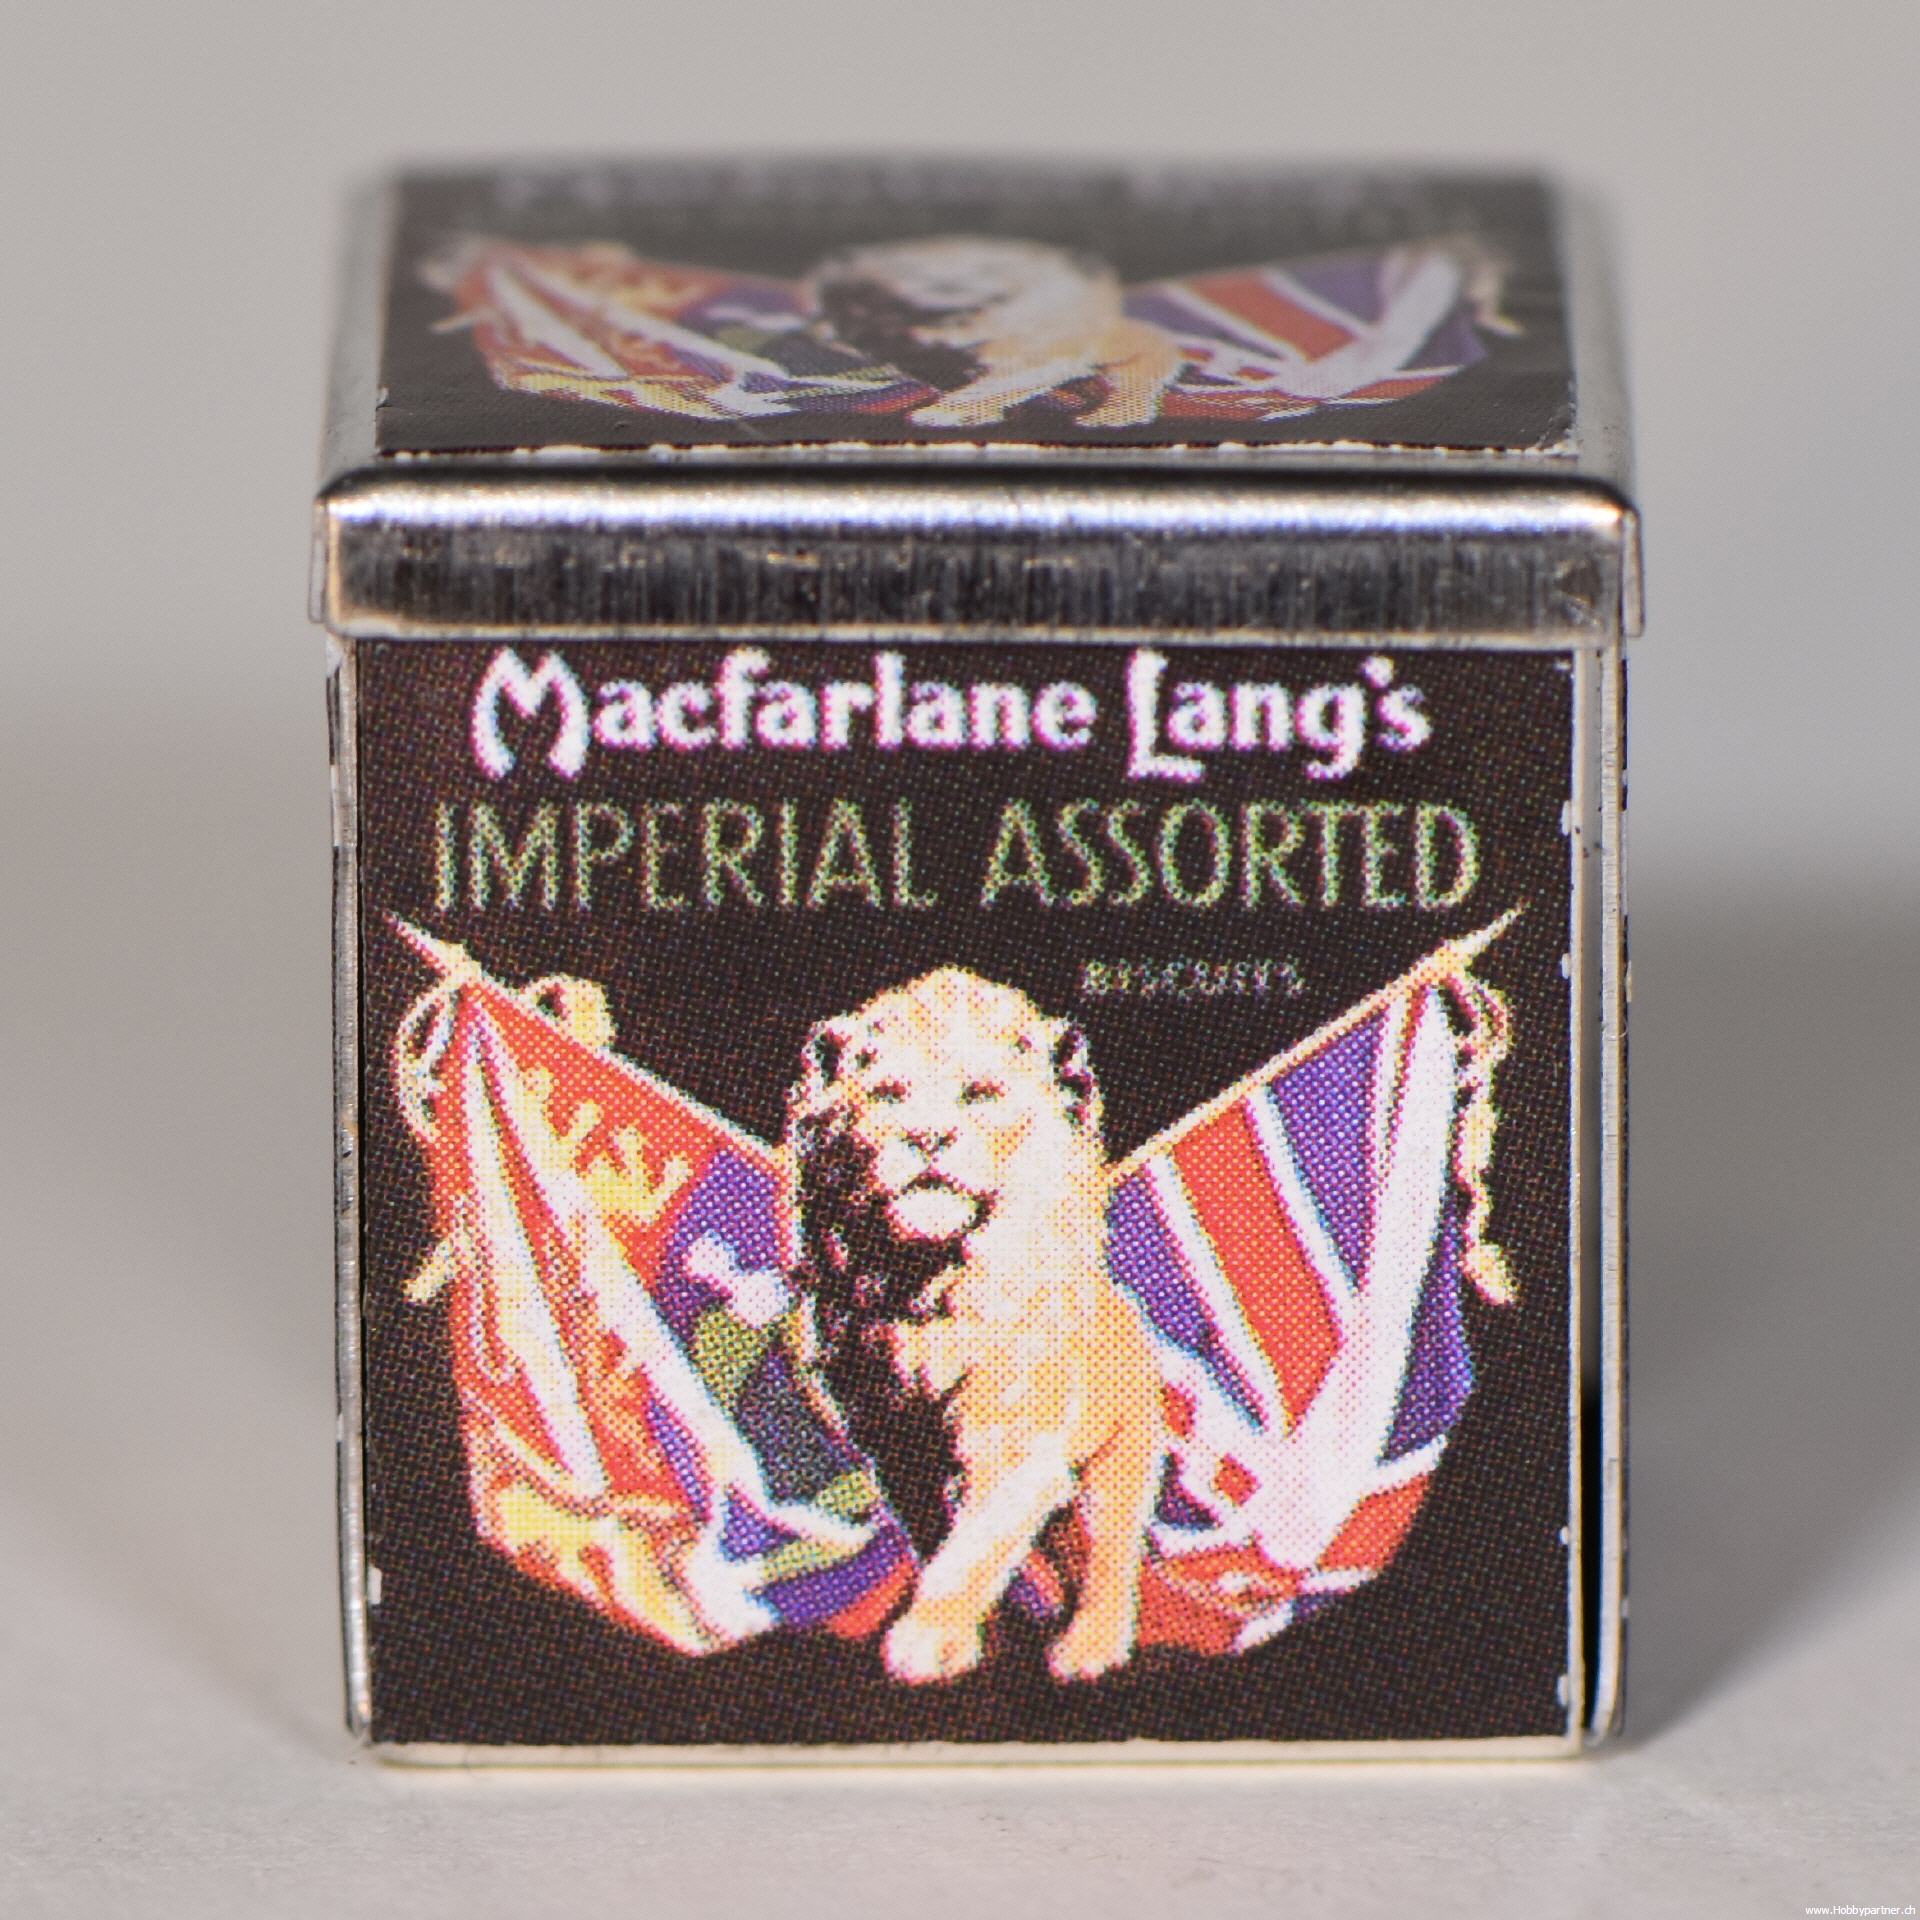 Macfarlane Lang's
IMPERIAL ASSORTED
BISCUITS
www.Hobbypartner.ch